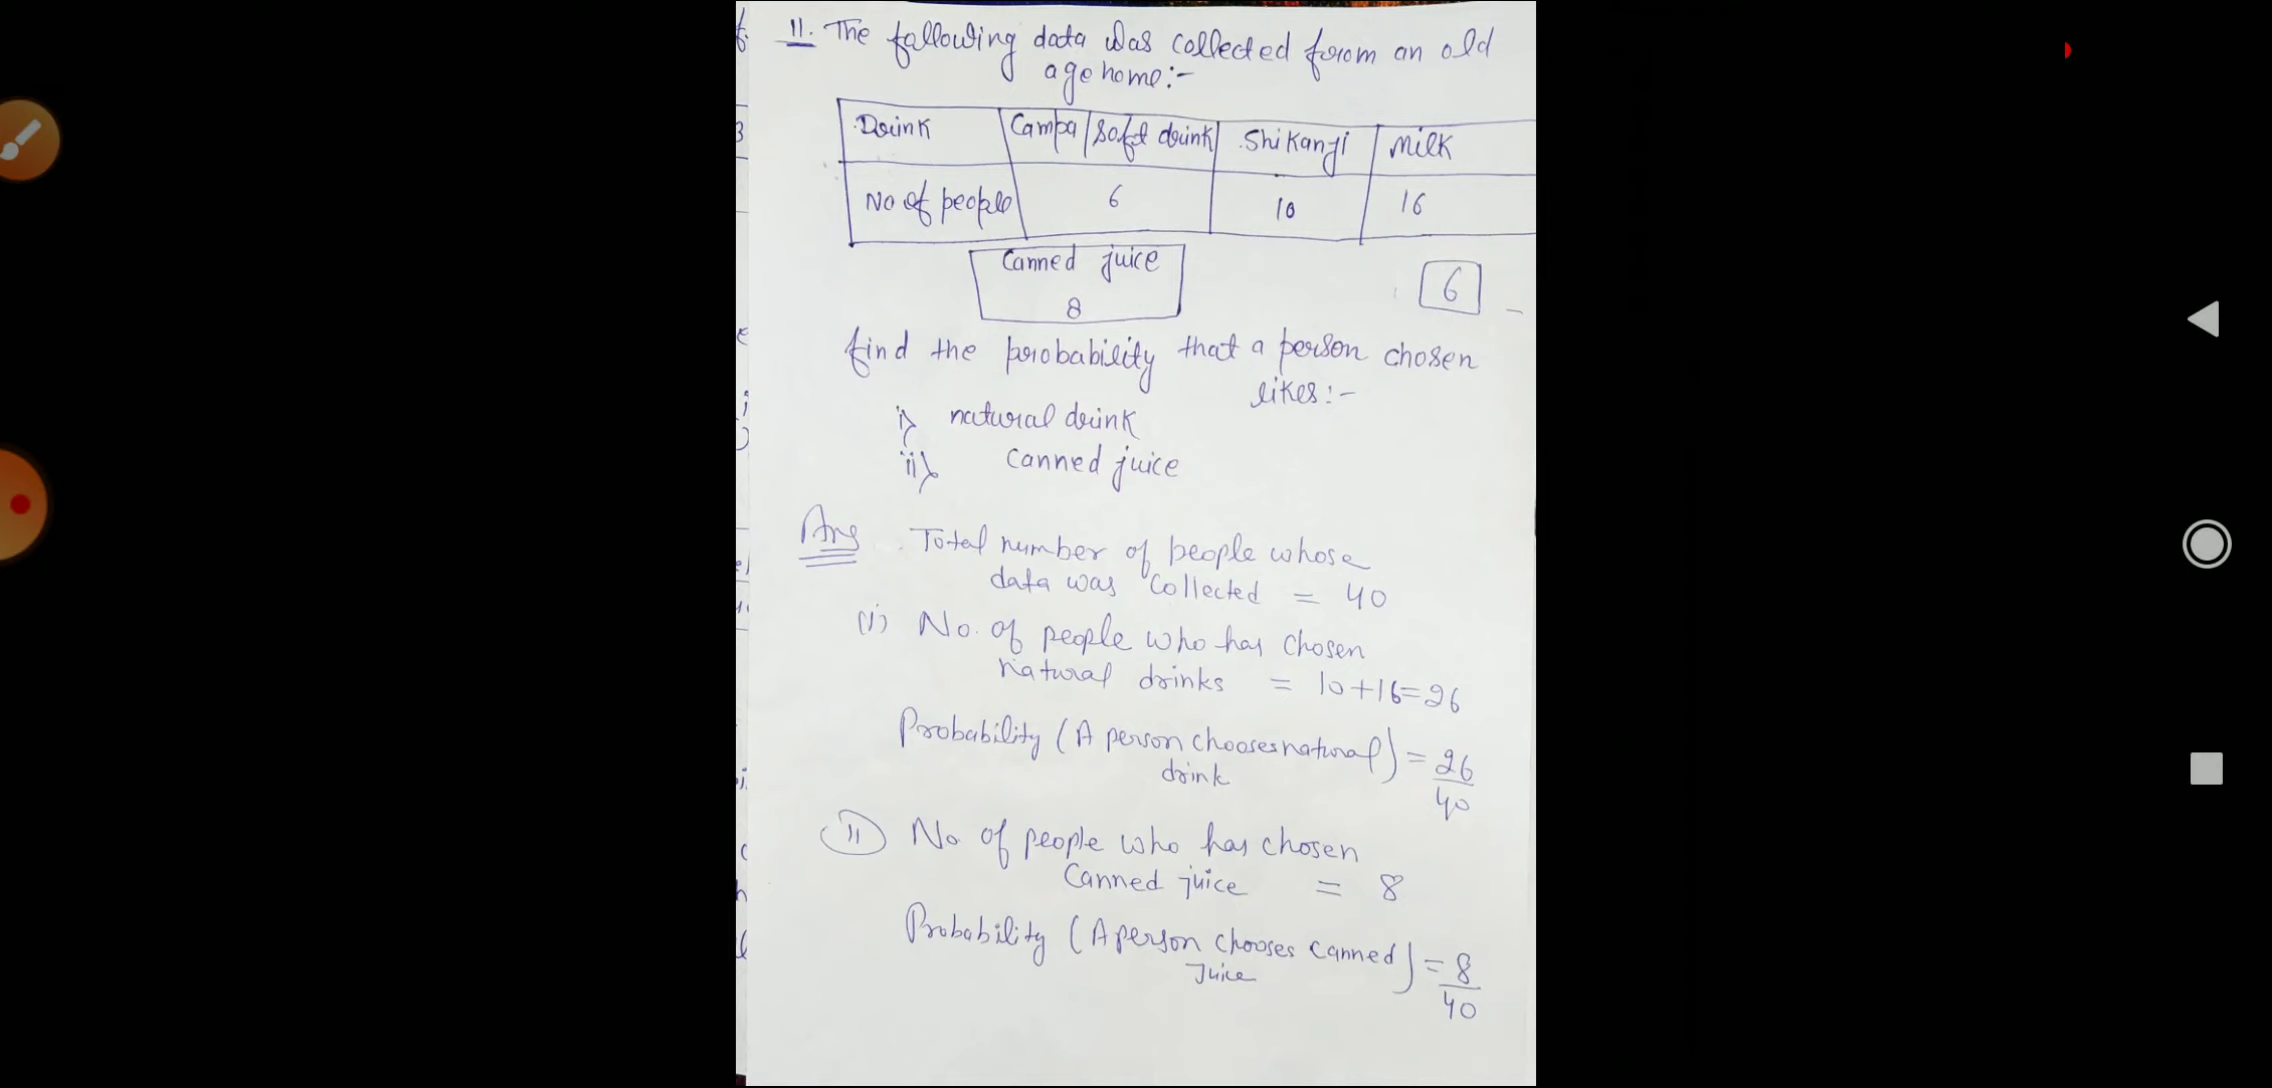 11. The following data was collected from an old
age home:-
Drink Campa/Soft drink Shikanji Milk
No of people 6 10 16
Canned juice
8
6
find the probability that a person chosen
likes:-
i) natural drink
ii) canned juice
Ans Total number of people whose
data was collected = 40
(i) No. of people who has chosen
natural drinks = 10+16=26
Probability (A person chooses natural) = 26/40
drink
ii) No of people who has chosen
Canned juice = 8
Probability (A person chooses canned) = 8/40
Juice